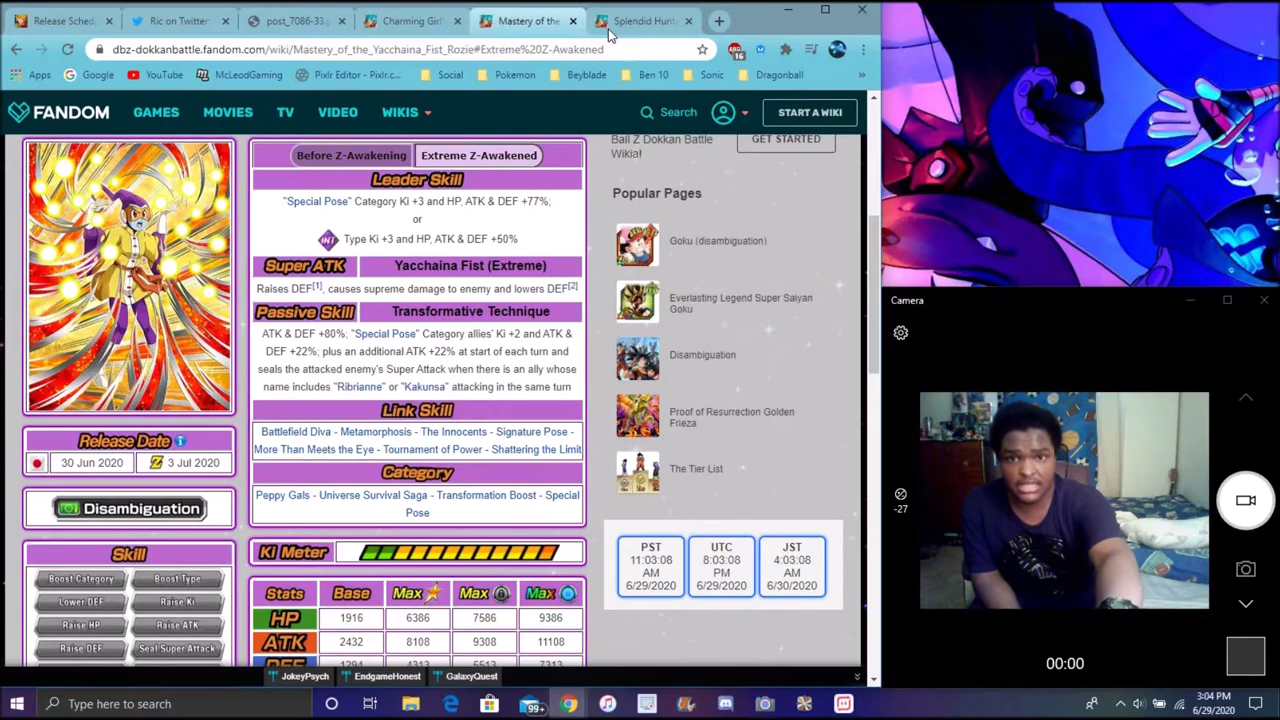 Release Sched
Ric on Twitter:
post_7086-33
Charming Girl'
Mastery of the
Splendid Hunt
dbz-dokkanbattle.fandom.com/wiki/Mastery_of_the_Yacchaina_Fist_Rozie#Extreme%20Z-Awakened
16
Apps
Google
YouTube
McLeodGaming
Pixlr Editor - Pixlr.c...
Social
Pokemon
Beyblade
Ben 10
Sonic
Dragonball
FANDOM
GAMES
MOVIES
TV
VIDEO
WIKIS
Search
START A WIKI
Ball Z Dokkan Battle
Wikia!
GET STARTED
Before Z-Awakening
Extreme Z-Awakened
Leader Skill
"Special Pose" Category Ki +3 and HP, ATK & DEF +77%;
or
INT Type Ki +3 and HP, ATK & DEF +50%
Super ATK
Yacchaina Fist (Extreme)
Raises DEF[1], causes supreme damage to enemy and lowers DEF[2]
Passive Skill
Transformative Technique
ATK & DEF +80%; "Special Pose" Category allies' Ki +2 and ATK &
DEF +22%; plus an additional ATK +22% at start of each turn and
seals the attacked enemy's Super Attack when there is an ally whose
name includes "Ribrianne" or "Kakunsa" attacking in the same turn
Link Skill
Battlefield Diva - Metamorphosis - The Innocents - Signature Pose -
More Than Meets the Eye - Tournament of Power - Shattering the Limit
Category
Peppy Gals - Universe Survival Saga - Transformation Boost - Special
Pose
Ki Meter
Stats
Base
Max
Max
Max
HP
1916
6386
7586
9386
ATK
2432
8108
9308
11108
DEF
1294
4313
5513
7313
Release Date
30 Jun 2020
Z
3 Jul 2020
Disambiguation
Skill
Boost Category
Boost Type
Lower DEF
Raise Ki
Raise HP
Raise ATK
Raise DEF
Seal Super Attack
Popular Pages
Goku (disambiguation)
Everlasting Legend Super Saiyan
Goku
Disambiguation
Proof of Resurrection Golden
Frieza
The Tier List
PST
11:03:08
AM
6/29/2020
UTC
8:03:08
PM
6/29/2020
JST
4:03:08
AM
6/30/2020
JokeyPsych
EndgameHonest
GalaxyQuest
Camera
-27
00:00
Type here to search
99+
3:04 PM
6/29/2020